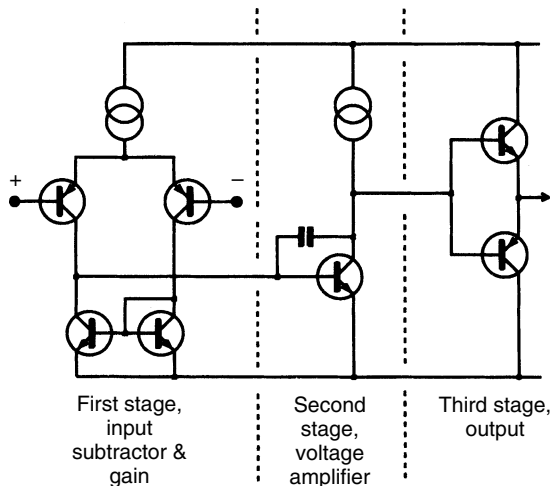 +
−
First stage,
input
subtractor &
gain
Second
stage,
voltage
amplifier
Third stage,
output